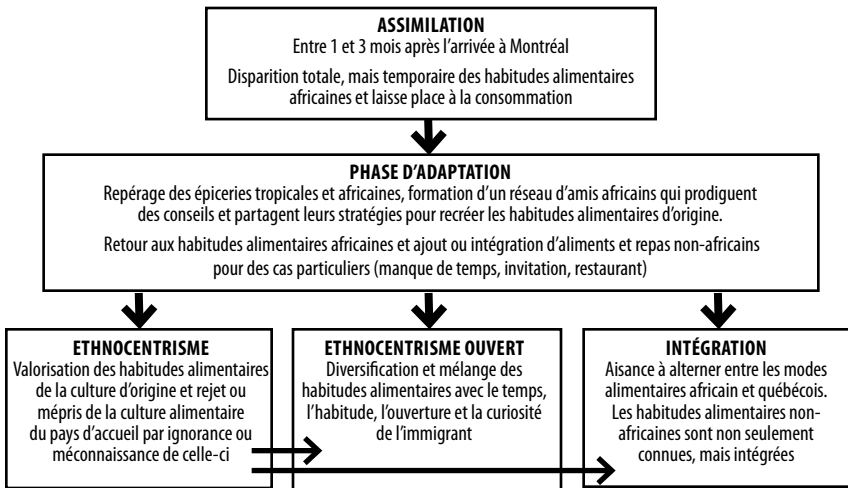 ASSIMILATION
Entre 1 et 3 mois après l’arrivée à Montréal
Disparition totale, mais temporaire des habitudes alimentaires
africaines et laisse place à la consommation
PHASE D’ADAPTATION
Repérage des épiceries tropicales et africaines, formation d’un réseau d’amis africains qui prodiguent
des conseils et partagent leurs stratégies pour recréer les habitudes alimentaires d’origine.
Retour aux habitudes alimentaires africaines et ajout ou intégration d’aliments et repas non-africains
pour des cas particuliers (manque de temps, invitation, restaurant)
ETHNOCENTRISME
Valorisation des habitudes alimentaires
de la culture d’origine et rejet ou
mépris de la culture alimentaire
du pays d’accueil par ignorance ou
méconnaissance de celle-ci
ETHNOCENTRISME OUVERT
Diversification et mélange des
habitudes alimentaires avec le temps,
l’habitude, l’ouverture et la curiosité
de l’immigrant
INTÉGRATION
Aisance à alterner entre les modes
alimentaires africain et québécois.
Les habitudes alimentaires non-
africaines sont non seulement
connues, mais intégrées